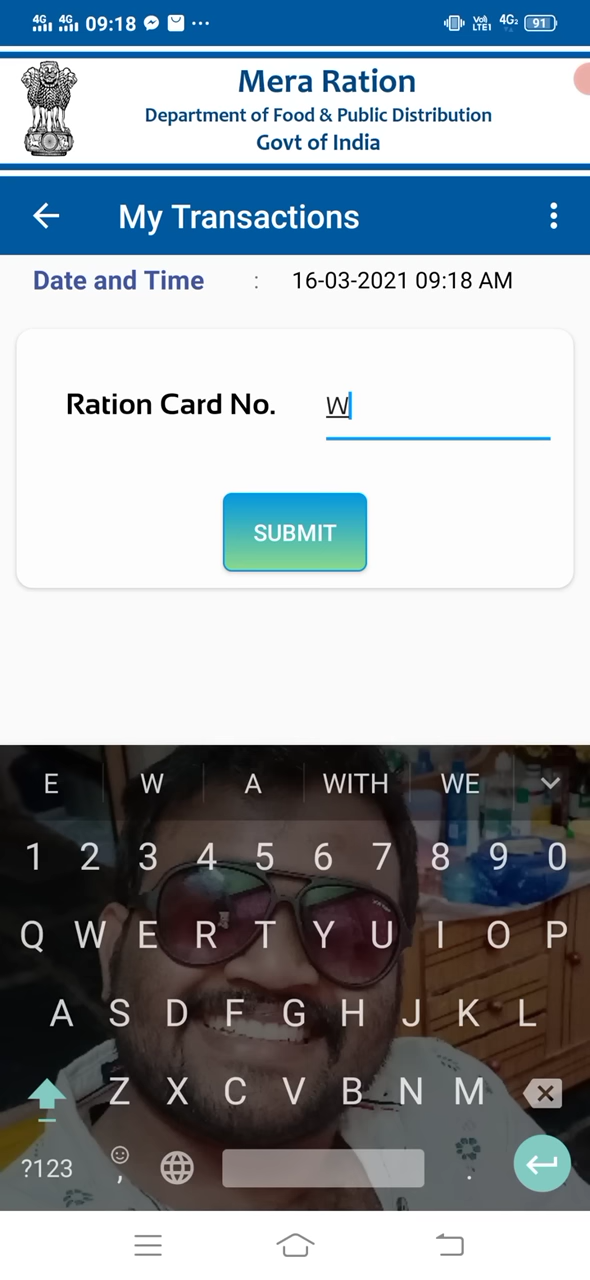 4G 4G 09:18 ... VoD LTE1 4G2 91
Mera Ration
Department of Food & Public Distribution
Govt of India
My Transactions
Date and Time : 16-03-2021 09:18 AM
Ration Card No. W
SUBMIT
E W A WITH WE
1 2 3 4 5 6 7 8 9 0
Q W E R T Y U I O P
A S D F G H J K L
Z X C V B N M
?123 , .